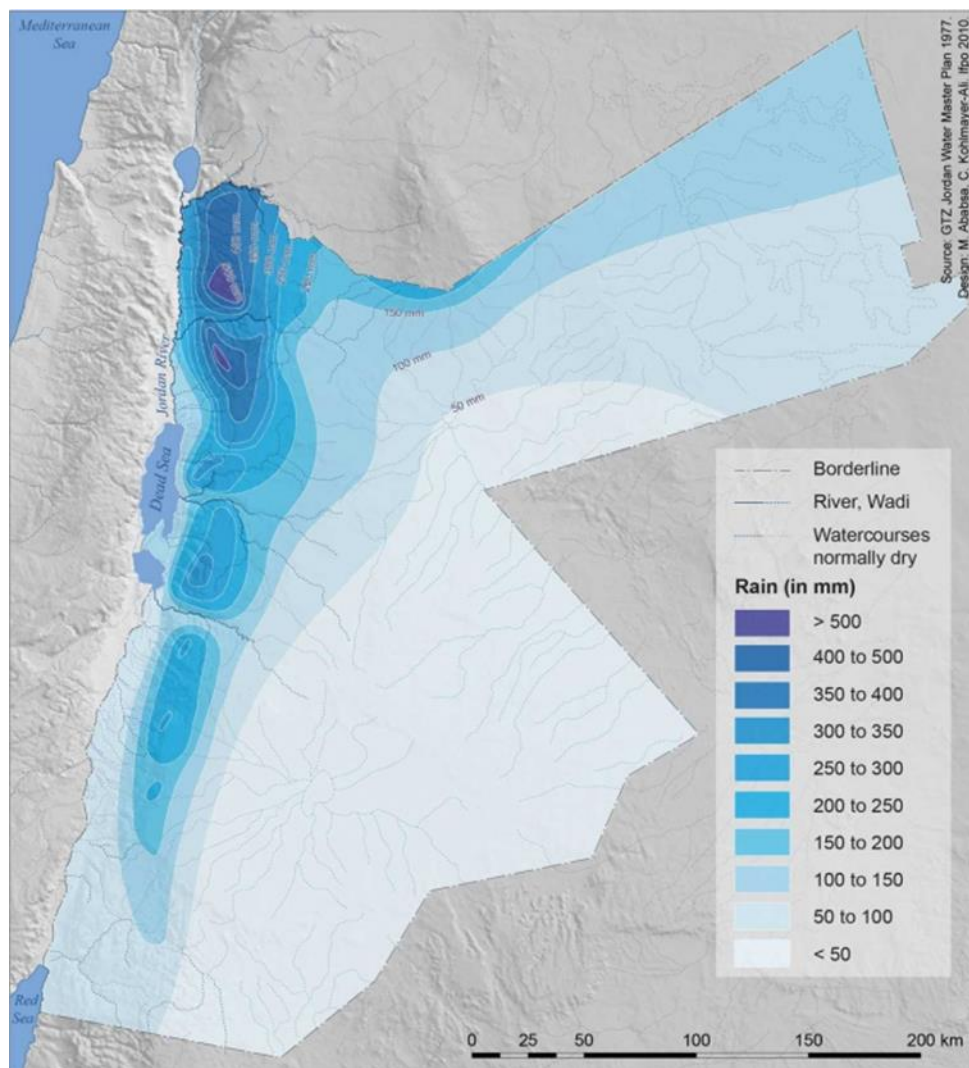 Mediterranean
Sea
Source: GTZ Jordan Water Master Plan 1977.
Design: M. Ababsa, C. Kohlmayer-Ali. Ifpo 2010.
150 mm
100 mm
50 mm
Jordan River
Dead Sea
Red
Sea
Borderline
River, Wadi
Watercourses
normally dry
Rain (in mm)
> 500
400 to 500
350 to 400
300 to 350
250 to 300
200 to 250
150 to 200
100 to 150
50 to 100
< 50
0 25 50 100 150 200 km